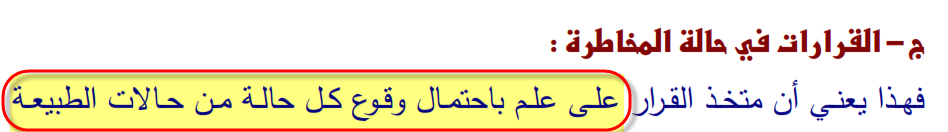 ج – القرارات في حالة المخاطرة :
فهذا يعني أن متخذ القرار على علم باحتمال وقوع كل حالة من حالات الطبيعة